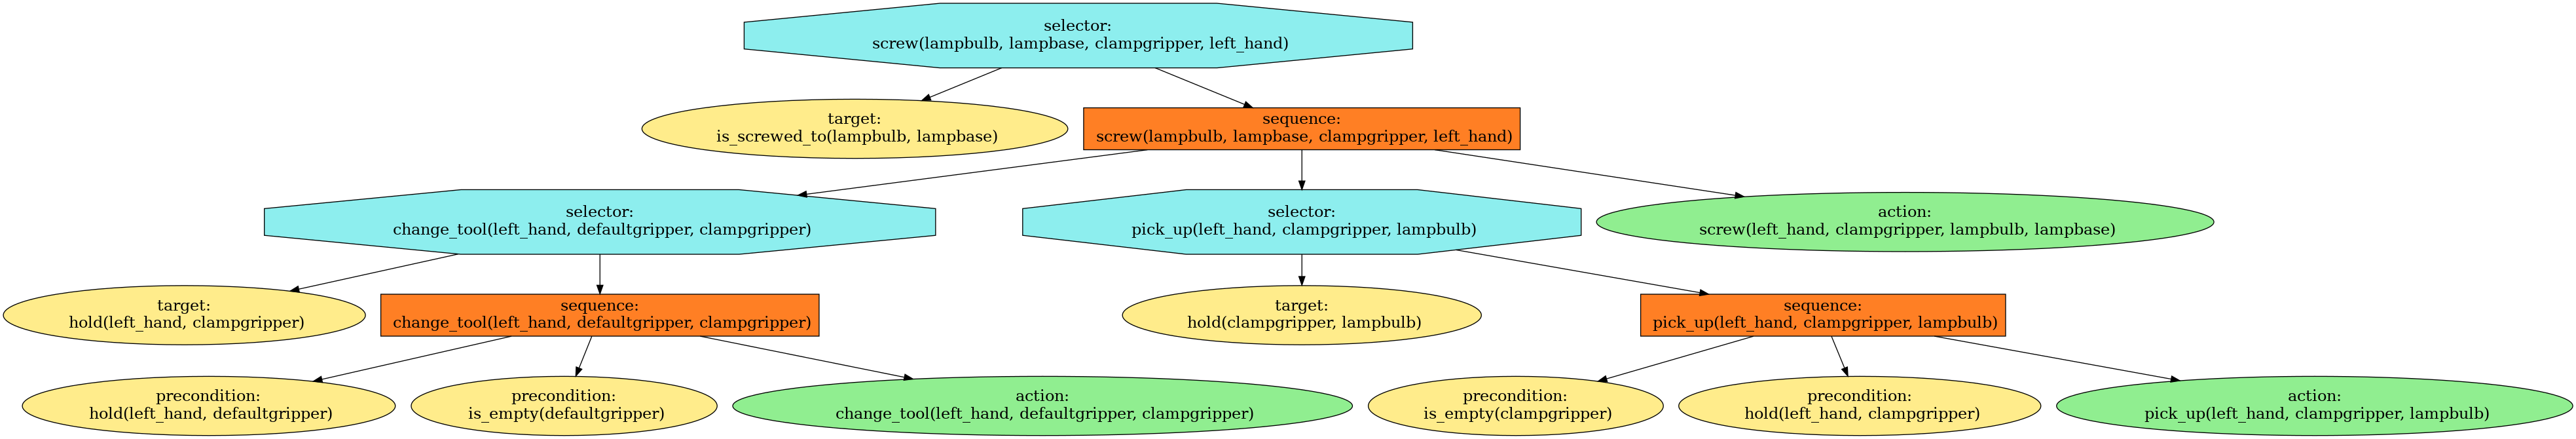 selector:
screw(lampbulb, lampbase, clampgripper, left_hand)
target:
is_screwed_to(lampbulb, lampbase)
sequence:
screw(lampbulb, lampbase, clampgripper, left_hand)
selector:
change_tool(left_hand, defaultgripper, clampgripper)
selector:
pick_up(left_hand, clampgripper, lampbulb)
action:
screw(left_hand, clampgripper, lampbulb, lampbase)
target:
hold(left_hand, clampgripper)
sequence:
change_tool(left_hand, defaultgripper, clampgripper)
target:
hold(clampgripper, lampbulb)
sequence:
pick_up(left_hand, clampgripper, lampbulb)
precondition:
hold(left_hand, defaultgripper)
precondition:
is_empty(defaultgripper)
action:
change_tool(left_hand, defaultgripper, clampgripper)
precondition:
is_empty(clampgripper)
precondition:
hold(left_hand, clampgripper)
action:
pick_up(left_hand, clampgripper, lampbulb)